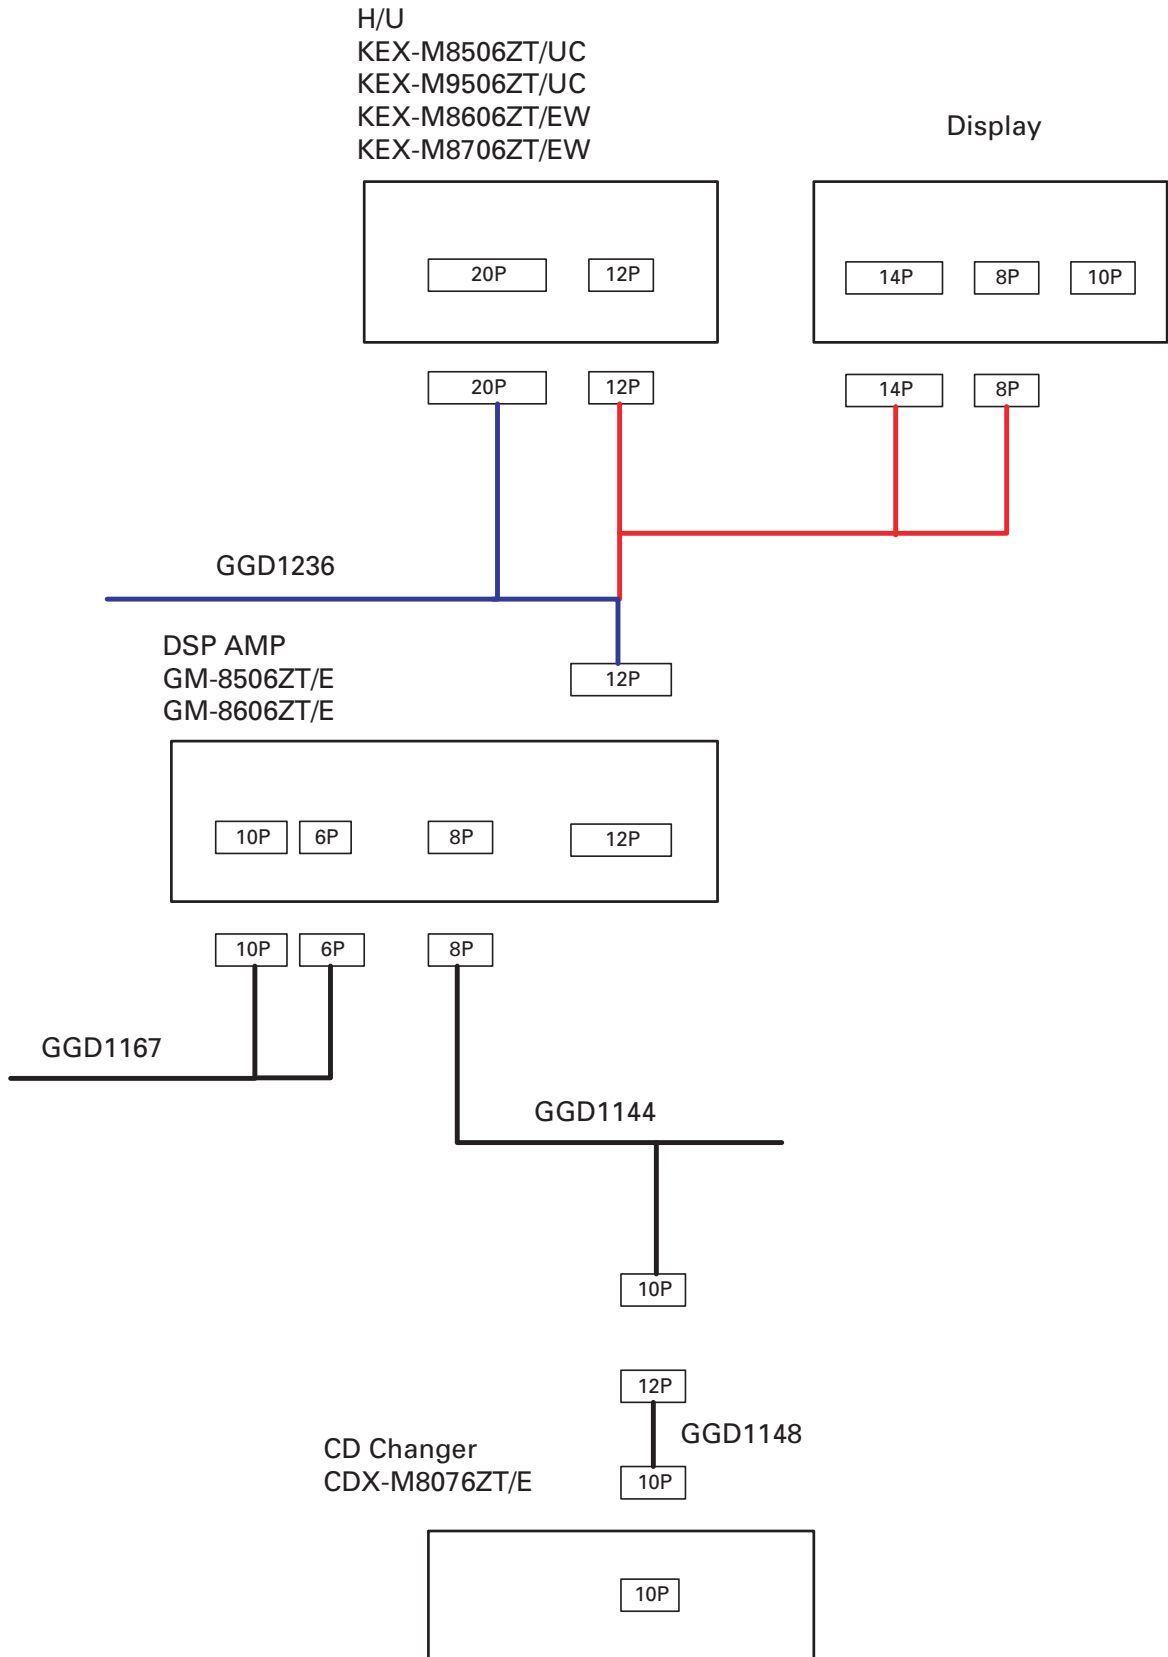 H/U
KEX-M8506ZT/UC
KEX-M9506ZT/UC
KEX-M8606ZT/EW
KEX-M8706ZT/EW
Display
20P
12P
14P
8P
10P
20P
12P
14P
8P
GGD1236
DSP AMP
GM-8506ZT/E
GM-8606ZT/E
12P
10P
6P
8P
12P
10P
6P
8P
GGD1167
GGD1144
10P
12P
GGD1148
CD Changer
CDX-M8076ZT/E
10P
10P